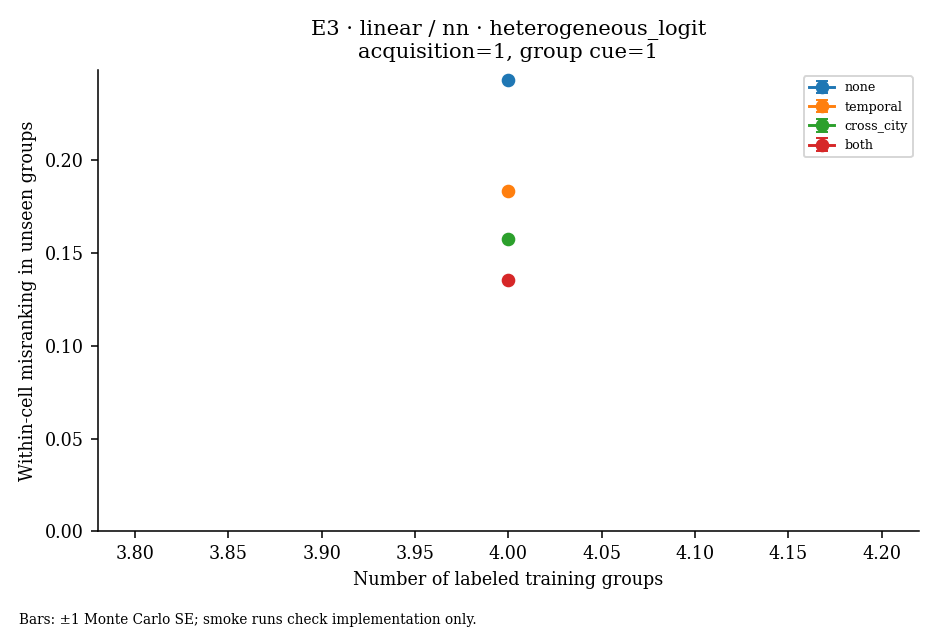 E3 · linear / nn · heterogeneous_logit
acquisition=1, group cue=1
none
temporal
cross_city
both
Within-cell misranking in unseen groups
0.20
0.15
0.10
0.05
0.00
3.80 3.85 3.90 3.95 4.00 4.05 4.10 4.15 4.20
Number of labeled training groups
Bars: ±1 Monte Carlo SE; smoke runs check implementation only.